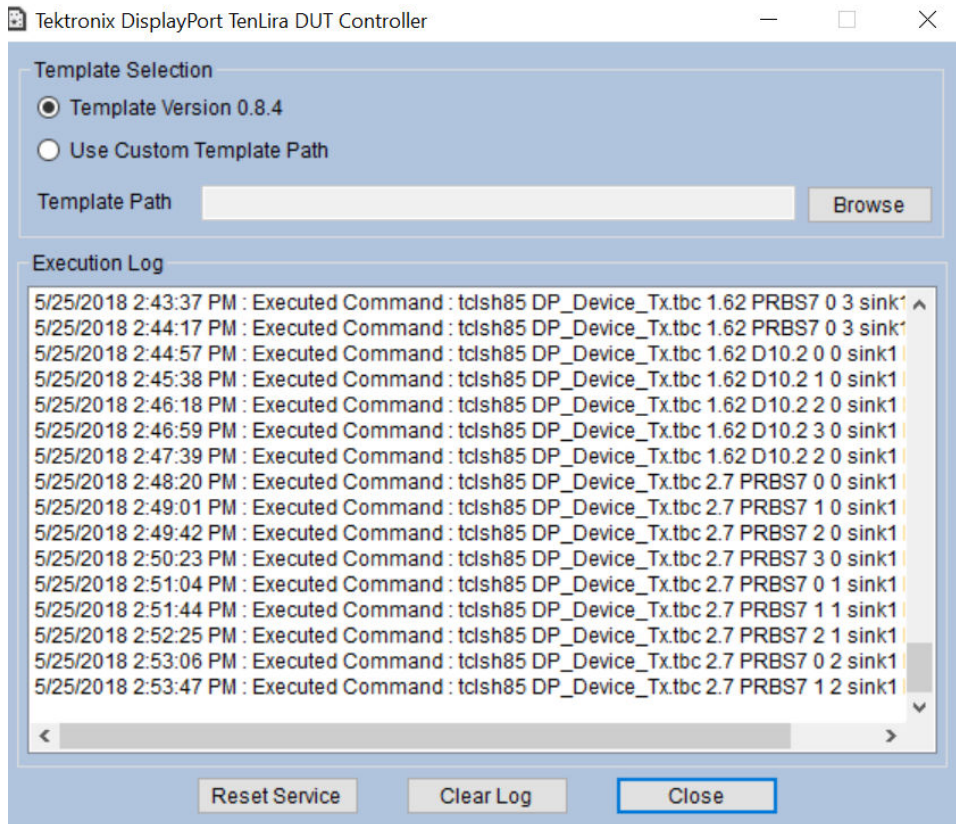 Tektronix DisplayPort TenLira DUT Controller
Template Selection
Template Version 0.8.4
Use Custom Template Path
Template Path
Browse
Execution Log
5/25/2018 2:43:37 PM : Executed Command : tclsh85 DP_Device_Tx.tbc 1.62 PRBS7 0 3 sink1
5/25/2018 2:44:17 PM : Executed Command : tclsh85 DP_Device_Tx.tbc 1.62 PRBS7 0 3 sink1
5/25/2018 2:44:57 PM : Executed Command : tclsh85 DP_Device_Tx.tbc 1.62 D10.2 0 0 sink1
5/25/2018 2:45:38 PM : Executed Command : tclsh85 DP_Device_Tx.tbc 1.62 D10.2 1 0 sink1
5/25/2018 2:46:18 PM : Executed Command : tclsh85 DP_Device_Tx.tbc 1.62 D10.2 2 0 sink1
5/25/2018 2:46:59 PM : Executed Command : tclsh85 DP_Device_Tx.tbc 1.62 D10.2 3 0 sink1
5/25/2018 2:47:39 PM : Executed Command : tclsh85 DP_Device_Tx.tbc 1.62 D10.2 2 0 sink1
5/25/2018 2:48:20 PM : Executed Command : tclsh85 DP_Device_Tx.tbc 2.7 PRBS7 0 0 sink1
5/25/2018 2:49:01 PM : Executed Command : tclsh85 DP_Device_Tx.tbc 2.7 PRBS7 1 0 sink1
5/25/2018 2:49:42 PM : Executed Command : tclsh85 DP_Device_Tx.tbc 2.7 PRBS7 2 0 sink1
5/25/2018 2:50:23 PM : Executed Command : tclsh85 DP_Device_Tx.tbc 2.7 PRBS7 3 0 sink1
5/25/2018 2:51:04 PM : Executed Command : tclsh85 DP_Device_Tx.tbc 2.7 PRBS7 0 1 sink1
5/25/2018 2:51:44 PM : Executed Command : tclsh85 DP_Device_Tx.tbc 2.7 PRBS7 1 1 sink1
5/25/2018 2:52:25 PM : Executed Command : tclsh85 DP_Device_Tx.tbc 2.7 PRBS7 2 1 sink1
5/25/2018 2:53:06 PM : Executed Command : tclsh85 DP_Device_Tx.tbc 2.7 PRBS7 0 2 sink1
5/25/2018 2:53:47 PM : Executed Command : tclsh85 DP_Device_Tx.tbc 2.7 PRBS7 1 2 sink1
Reset Service
Clear Log
Close